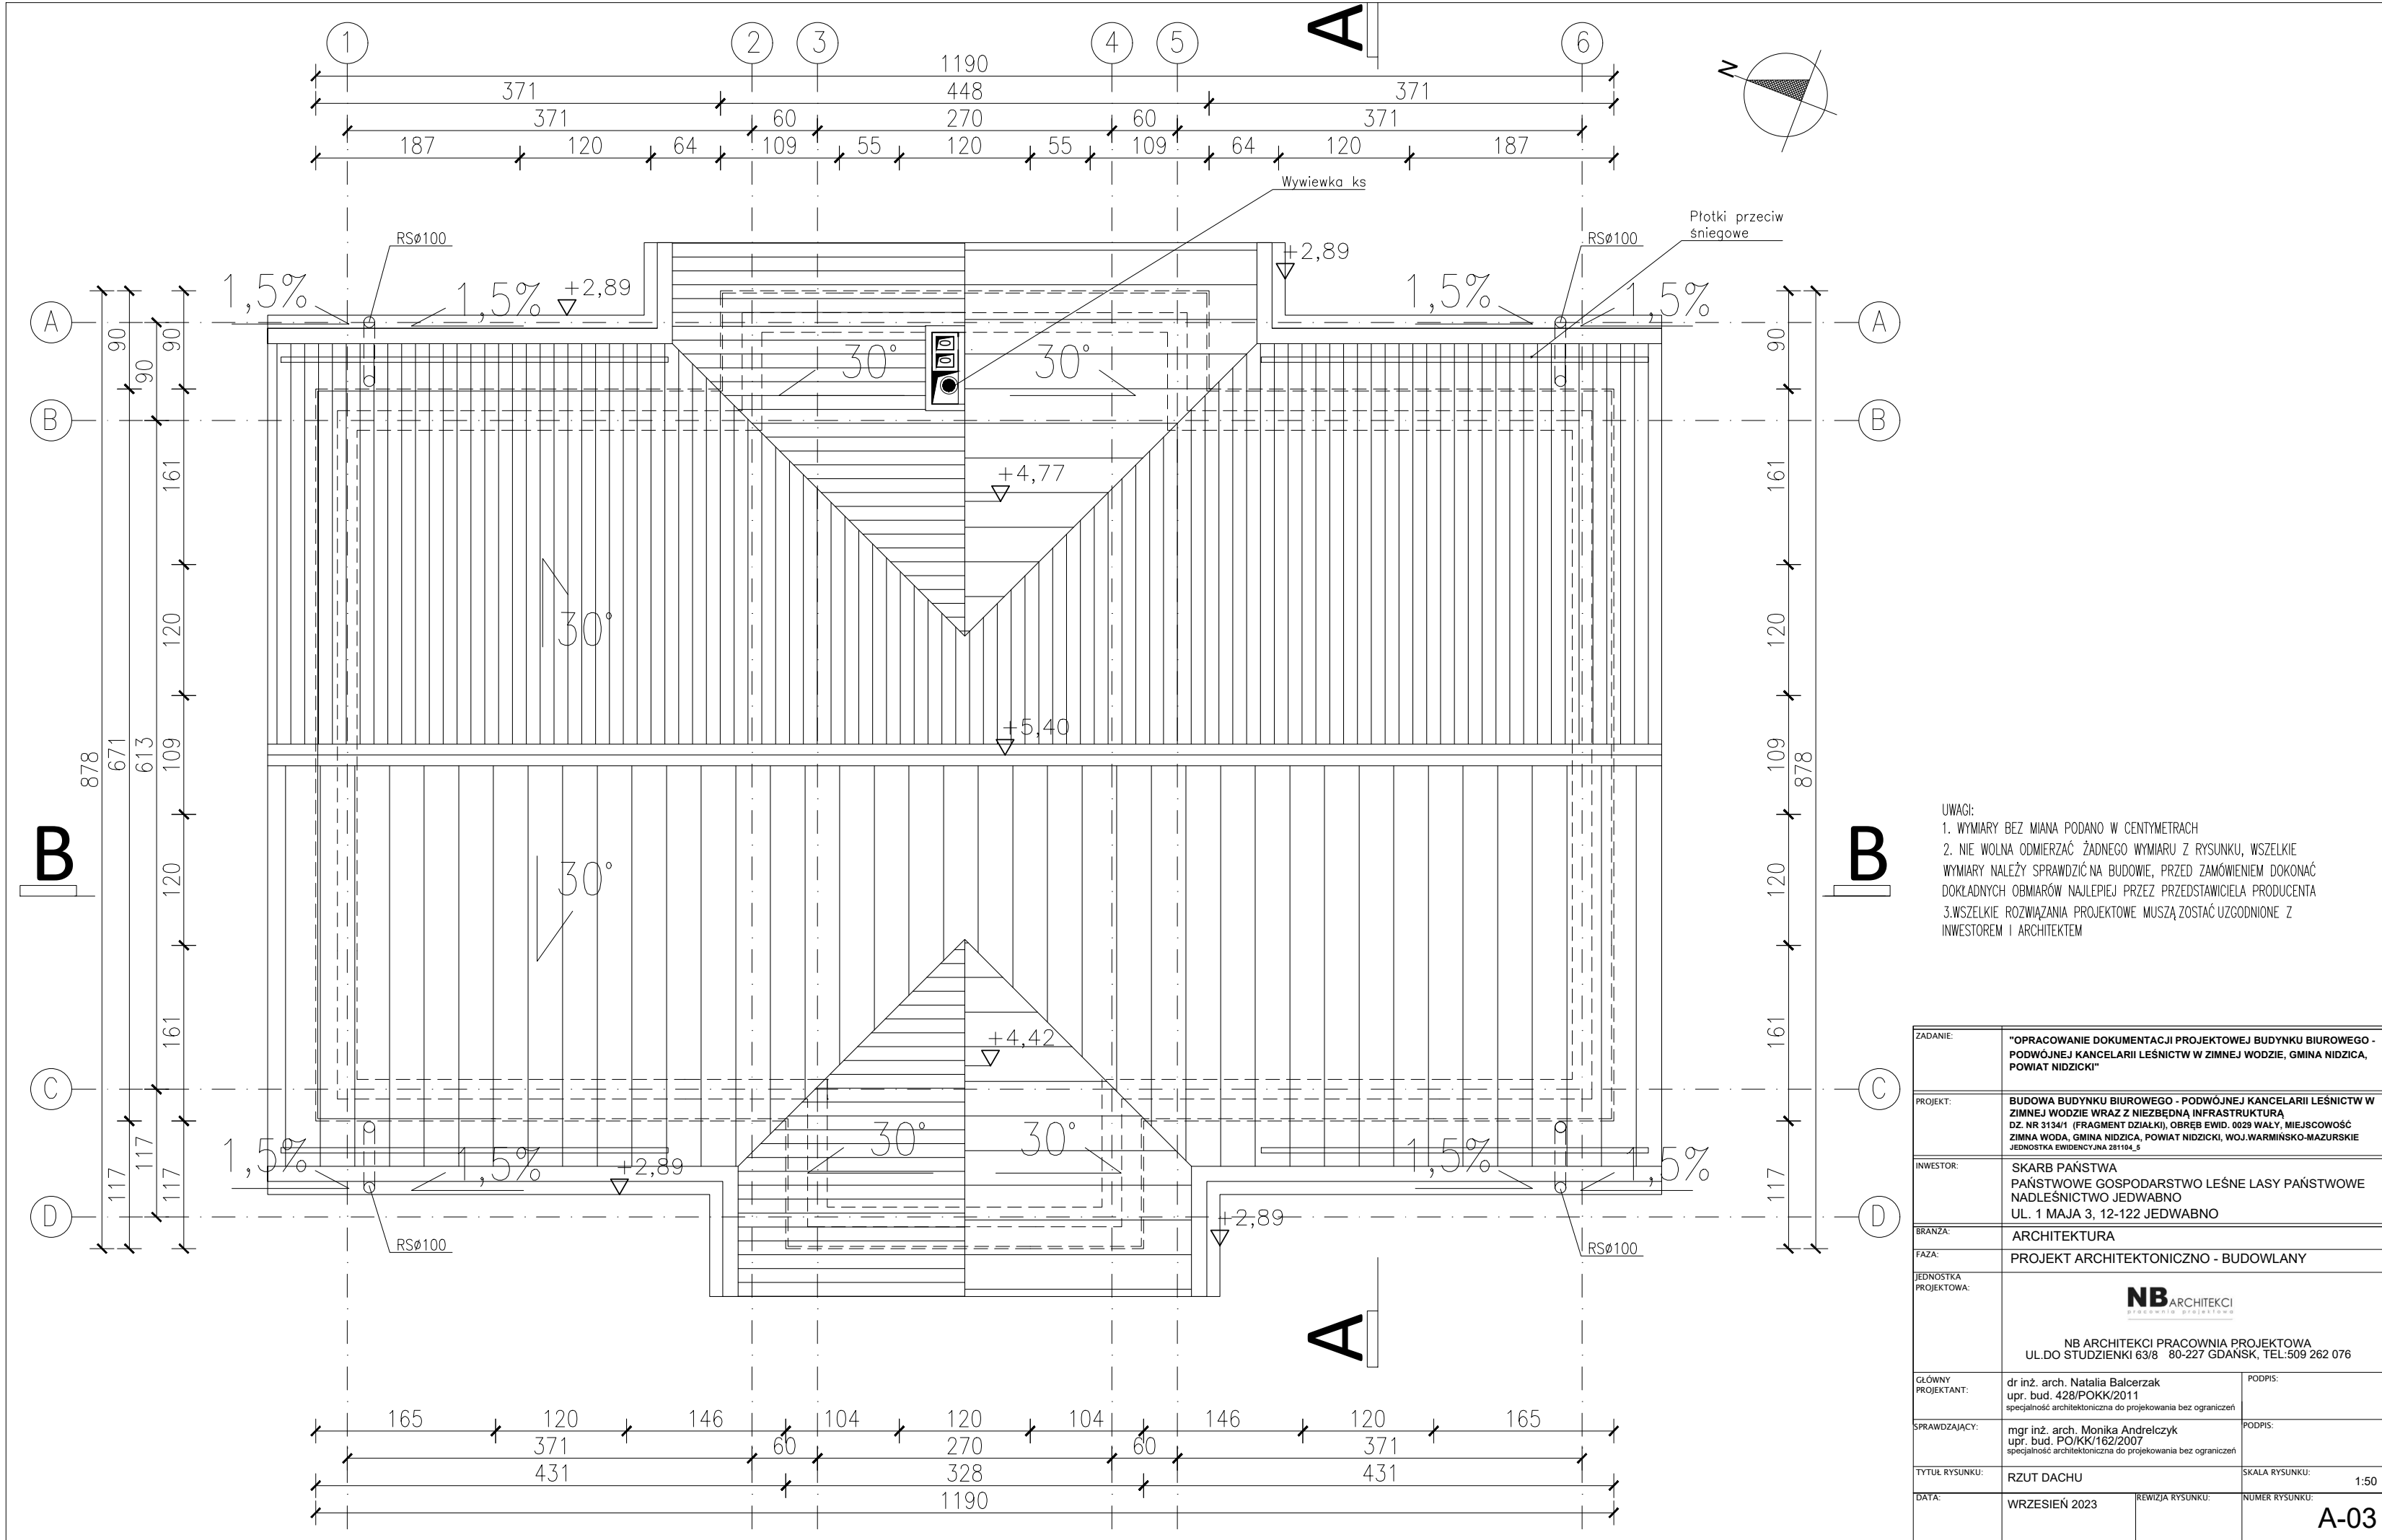 A
1 2 3 4 5 6
1190
371 448 371
371 60 270 60 371
187 120 64 109 55 120 55 109 64 120 187
N
Wywiewka ks
Płotki przeciw
śniegowe
RSø100
RSø100
+2,89
+2,89
1,5%
1,5%
1,5%
1,5%
A
A
B
B
30°
30°
+4,77
30°
+5,40
30°
+4,42
C
C
30°
30°
1,5%
1,5%
+2,89
1,5%
1,5%
D
D
+2,89
RSø100
RSø100
90 161 120 109 120 161 117
90 613 117
90 671 117
878
90 161 120 109 120 161 117
878
B
B
A
165 120 146 104 120 104 146 120 165
371 60 270 60 371
431 328 431
1190
UWAGI:
1. WYMIARY BEZ MIANA PODANO W CENTYMETRACH
2. NIE WOLNA ODMIERZAĆ ŻADNEGO WYMIARU Z RYSUNKU, WSZELKIE
WYMIARY NALEŻY SPRAWDZIĆ NA BUDOWIE, PRZED ZAMÓWIENIEM DOKONAĆ
DOKŁADNYCH OBMIARÓW NAJLEPIEJ PRZEZ PRZEDSTAWICIELA PRODUCENTA
3.WSZELKIE ROZWIĄZANIA PROJEKTOWE MUSZĄ ZOSTAĆ UZGODNIONE Z
INWESTOREM I ARCHITEKTEM
ZADANIE:
"OPRACOWANIE DOKUMENTACJI PROJEKTOWEJ BUDYNKU BIUROWEGO -
PODWÓJNEJ KANCELARII LEŚNICTW W ZIMNEJ WODZIE, GMINA NIDZICA,
POWIAT NIDZICKI"
PROJEKT:
BUDOWA BUDYNKU BIUROWEGO - PODWÓJNEJ KANCELARII LEŚNICTW W
ZIMNEJ WODZIE WRAZ Z NIEZBĘDNĄ INFRASTRUKTURĄ
DZ. NR 3134/1 (FRAGMENT DZIAŁKI), OBRĘB EWID. 0029 WAŁY, MIEJSCOWOŚĆ
ZIMNA WODA, GMINA NIDZICA, POWIAT NIDZICKI, WOJ.WARMIŃSKO-MAZURSKIE
JEDNOSTKA EWIDENCYJNA 281104_5
INWESTOR:
SKARB PAŃSTWA
PAŃSTWOWE GOSPODARSTWO LEŚNE LASY PAŃSTWOWE
NADLEŚNICTWO JEDWABNO
UL. 1 MAJA 3, 12-122 JEDWABNO
BRANŻA:
ARCHITEKTURA
FAZA:
PROJEKT ARCHITEKTONICZNO - BUDOWLANY
JEDNOSTKA
PROJEKTOWA:
NB ARCHITEKCI
pracownia projektowa
NB ARCHITEKCI PRACOWNIA PROJEKTOWA
UL.DO STUDZIENKI 63/8 80-227 GDAŃSK, TEL:509 262 076
GŁÓWNY
PROJEKTANT:
dr inż. arch. Natalia Balcerzak
upr. bud. 428/POKK/2011
specjalność architektoniczna do projekowania bez ograniczeń
PODPIS:
SPRAWDZAJĄCY:
mgr inż. arch. Monika Andrelczyk
upr. bud. PO/KK/162/2007
specjalność architektoniczna do projekowania bez ograniczeń
PODPIS:
TYTUŁ RYSUNKU:
RZUT DACHU
SKALA RYSUNKU:
1:50
DATA:
WRZESIEŃ 2023
REWIZJA RYSUNKU:
NUMER RYSUNKU:
A-03